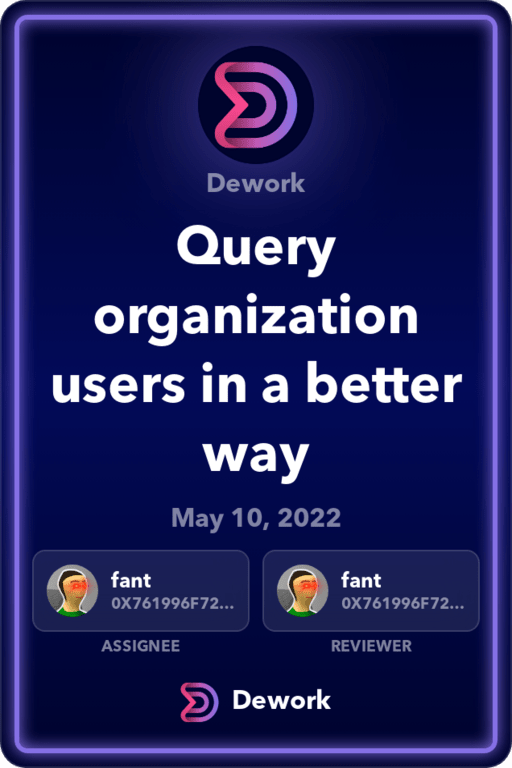 Dework
Query
organization
users in a better
way
May 10, 2022
fant
0X761996F72...
ASSIGNEE
fant
0X761996F72...
REVIEWER
Dework